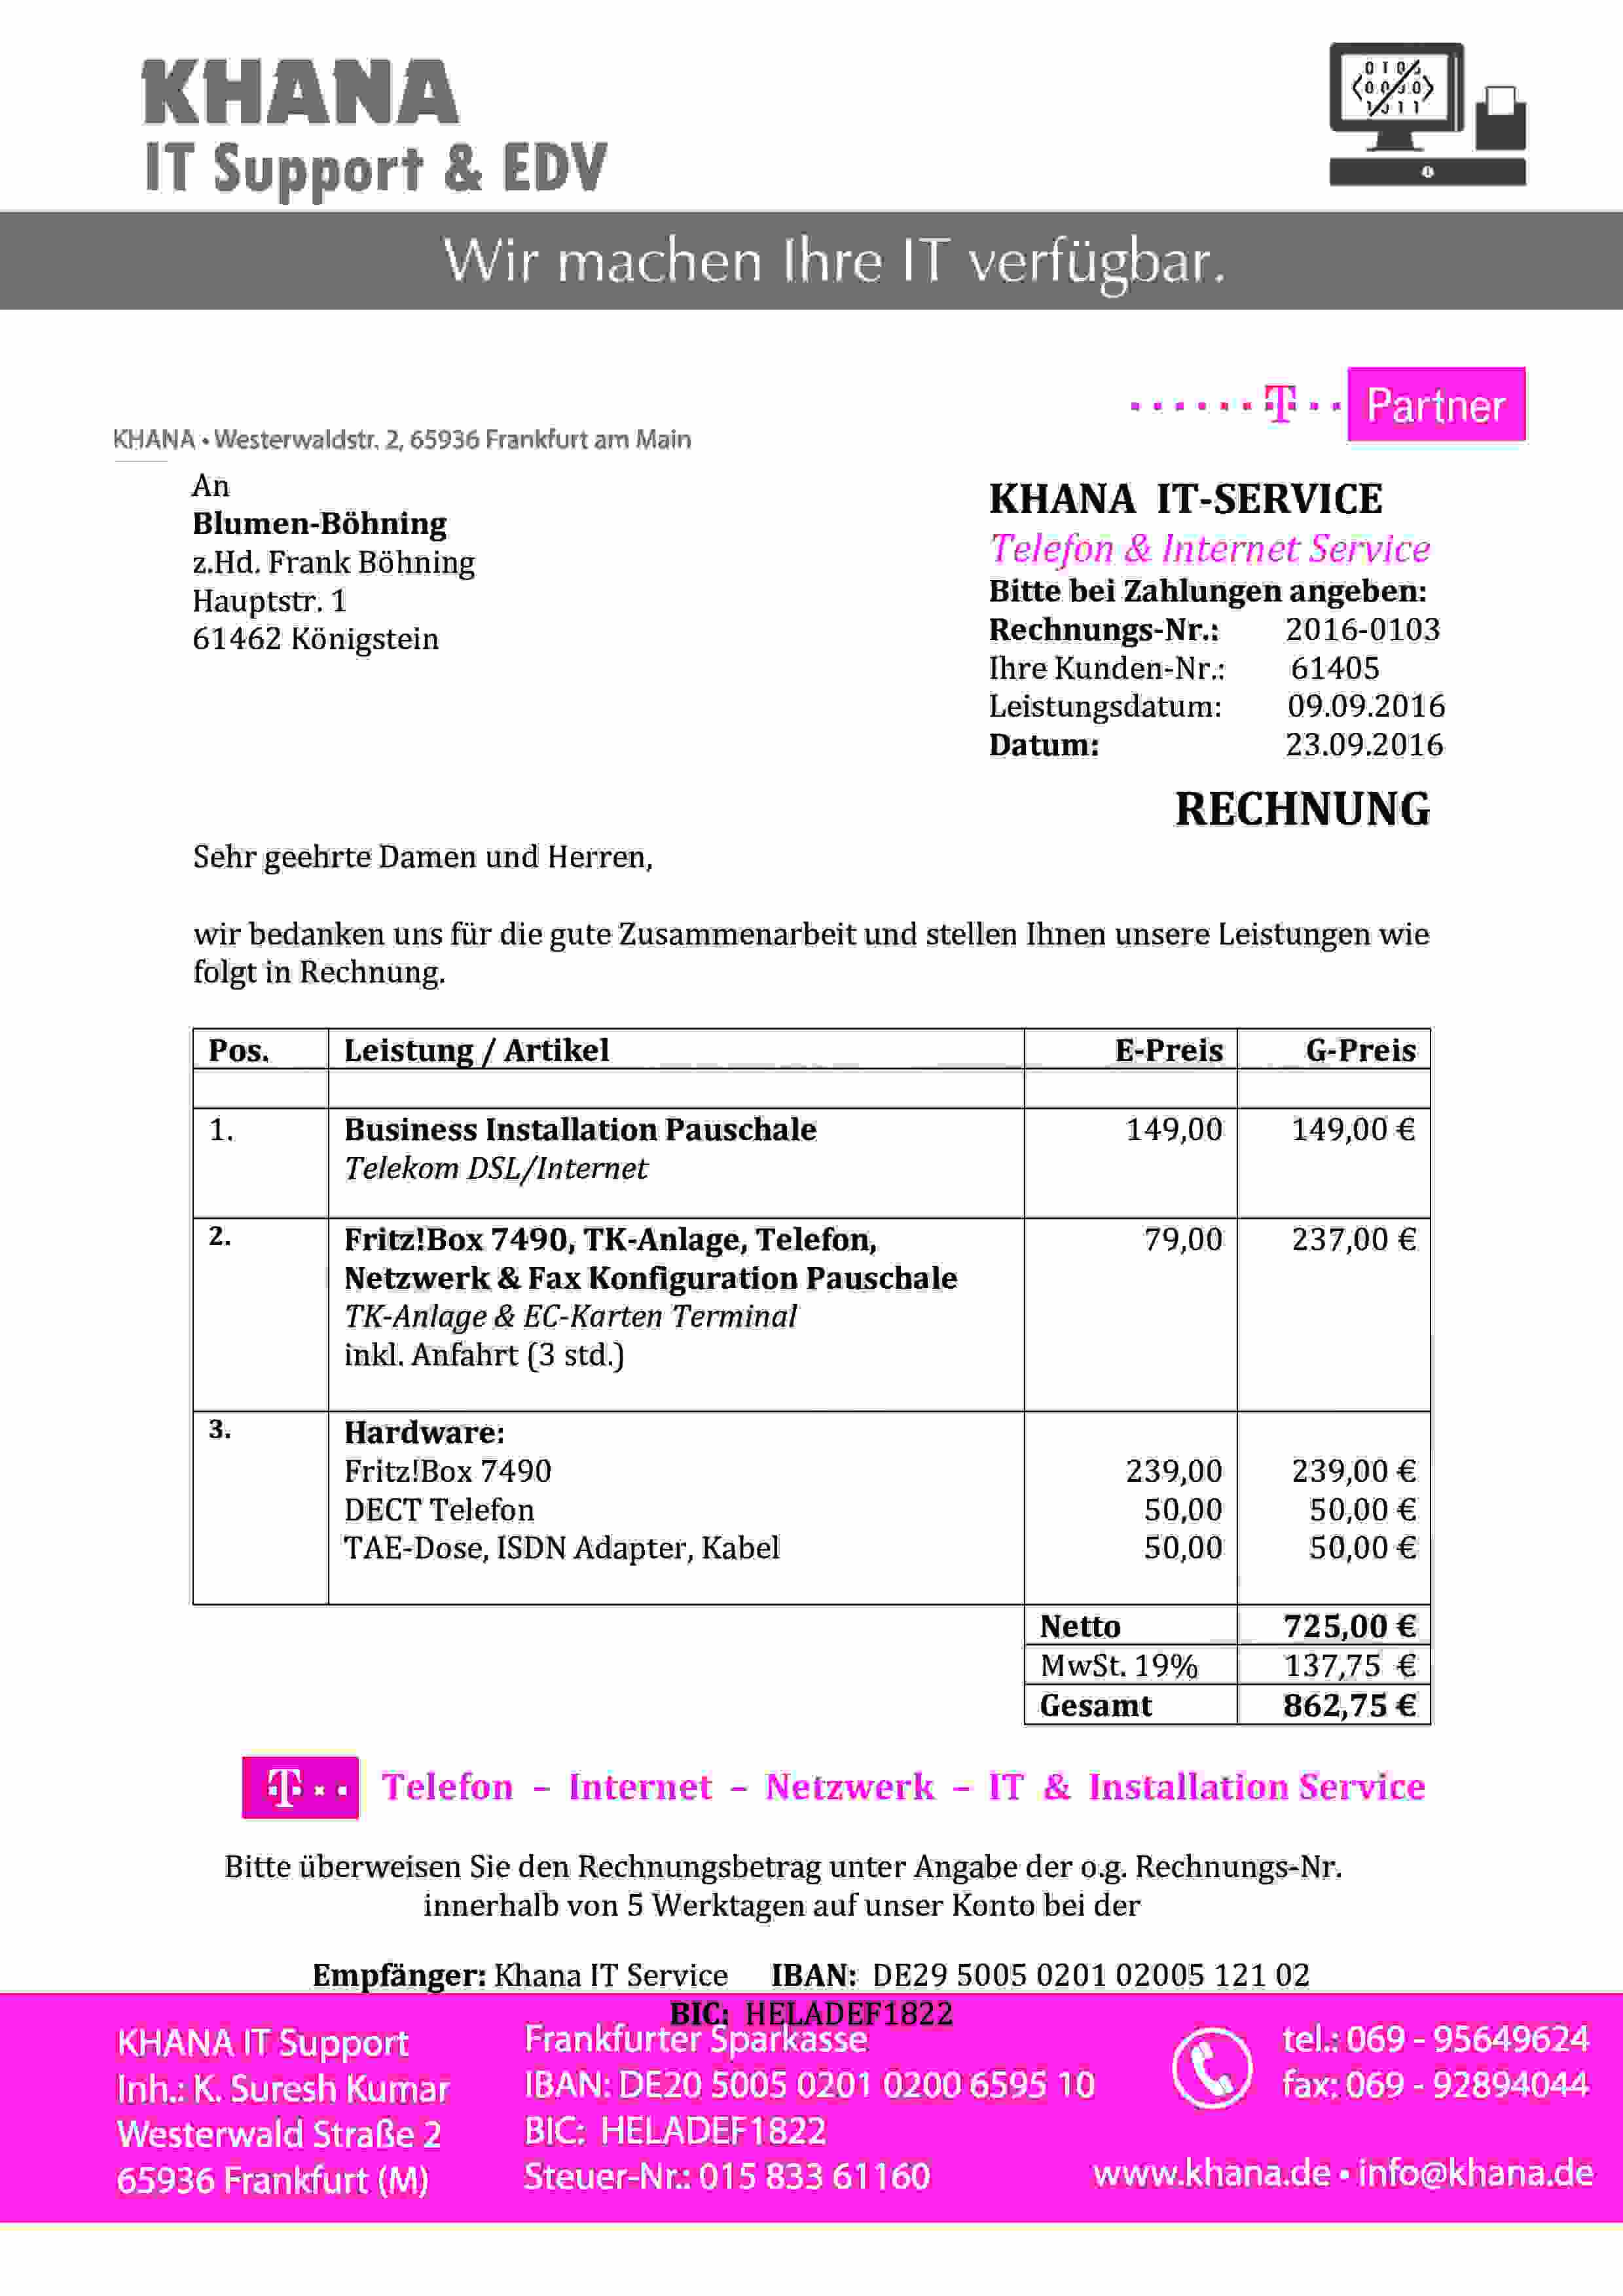 KHANA
IT Support & EDV
Wir machen Ihre IT verfügbar.
T Partner
KHANA • Westerwaldstr. 2, 65936 Frankfurt am Main
An
Blumen-Böhning
z.Hd. Frank Böhning
Hauptstr. 1
61462 Königstein
KHANA IT-SERVICE
Telefon & Internet Service
Bitte bei Zahlungen angeben:
Rechnungs-Nr.: 2016-0103
Ihre Kunden-Nr.: 61405
Leistungsdatum: 09.09.2016
Datum: 23.09.2016
RECHNUNG
Sehr geehrte Damen und Herren,
wir bedanken uns für die gute Zusammenarbeit und stellen Ihnen unsere Leistungen wie
folgt in Rechnung.
Pos. Leistung / Artikel E-Preis G-Preis
1. Business Installation Pauschale 149,00 149,00 €
Telekom DSL/Internet
2. Fritz!Box 7490, TK-Anlage, Telefon, 79,00 237,00 €
Netzwerk & Fax Konfiguration Pauschale
TK-Anlage & EC-Karten Terminal
inkl. Anfahrt (3 std.)
3. Hardware:
Fritz!Box 7490 239,00 239,00 €
DECT Telefon 50,00 50,00 €
TAE-Dose, ISDN Adapter, Kabel 50,00 50,00 €
Netto 725,00 €
MwSt. 19% 137,75 €
Gesamt 862,75 €
T Telefon – Internet – Netzwerk – IT & Installation Service
Bitte überweisen Sie den Rechnungsbetrag unter Angabe der o.g. Rechnungs-Nr.
innerhalb von 5 Werktagen auf unser Konto bei der
Empfänger: Khana IT Service IBAN: DE29 5005 0201 02005 121 02
BIC: HELADEF1822
KHANA IT Support
Inh.: K. Suresh Kumar
Westerwald Straße 2
65936 Frankfurt (M)
Frankfurter Sparkasse
IBAN: DE20 5005 0201 0200 6595 10
BIC: HELADEF1822
Steuer-Nr.: 015 833 61160
tel.: 069 - 95649624
fax: 069 - 92894044
www.khana.de • info@khana.de